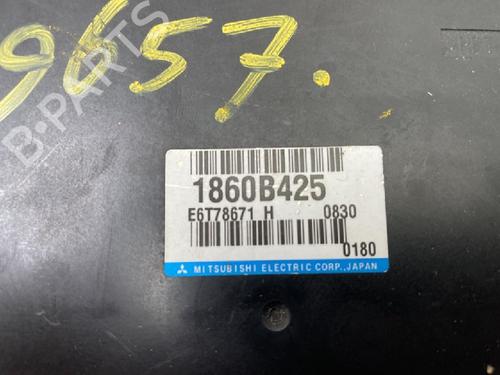 9657.
B-PARTS
1860B425
E6T78671 H 0830
0180
MITSUBISHI ELECTRIC CORP.,JAPAN